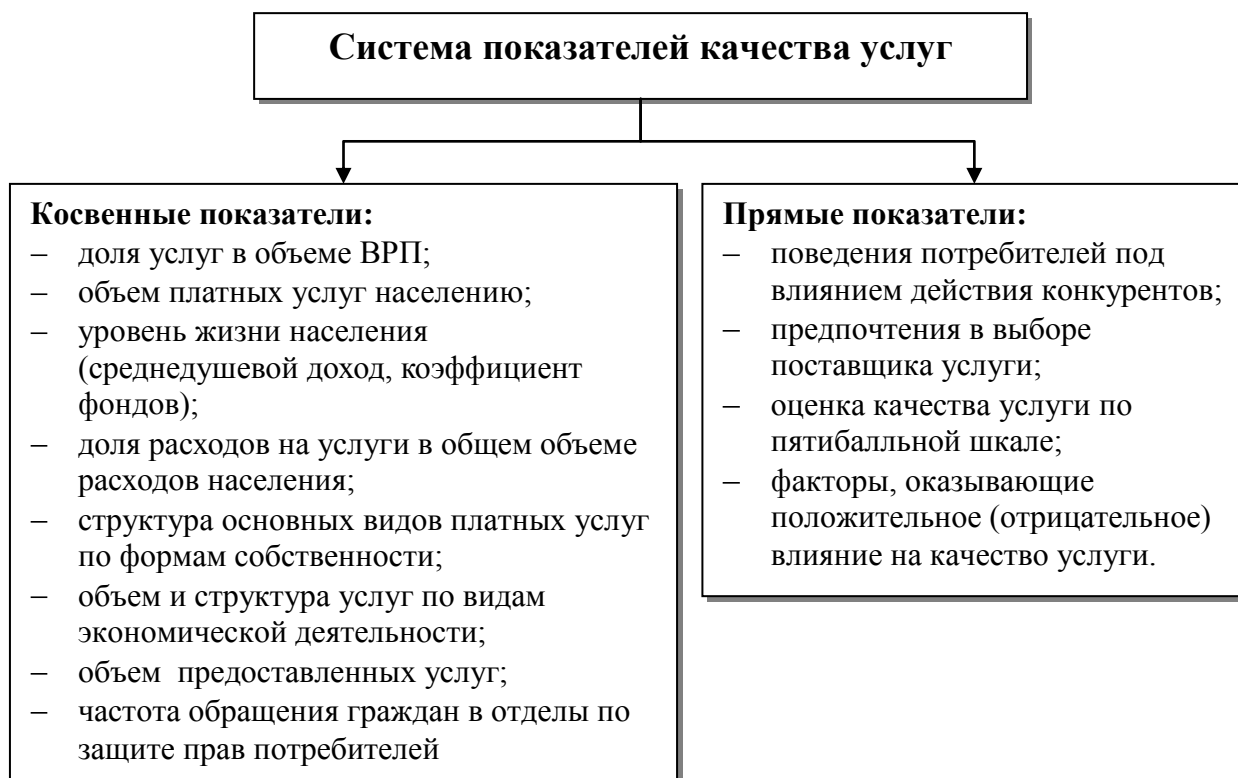 Система показателей качества услуг
Косвенные показатели:
– доля услуг в объеме ВРП;
– объем платных услуг населению;
– уровень жизни населения
(среднедушевой доход, коэффициент
фондов);
– доля расходов на услуги в общем объеме
расходов населения;
– структура основных видов платных услуг
по формам собственности;
– объем и структура услуг по видам
экономической деятельности;
– объем предоставленных услуг;
– частота обращения граждан в отделы по
защите прав потребителей
Прямые показатели:
– поведения потребителей под
влиянием действия конкурентов;
– предпочтения в выборе
поставщика услуги;
– оценка качества услуги по
пятибалльной шкале;
– факторы, оказывающие
положительное (отрицательное)
влияние на качество услуги.